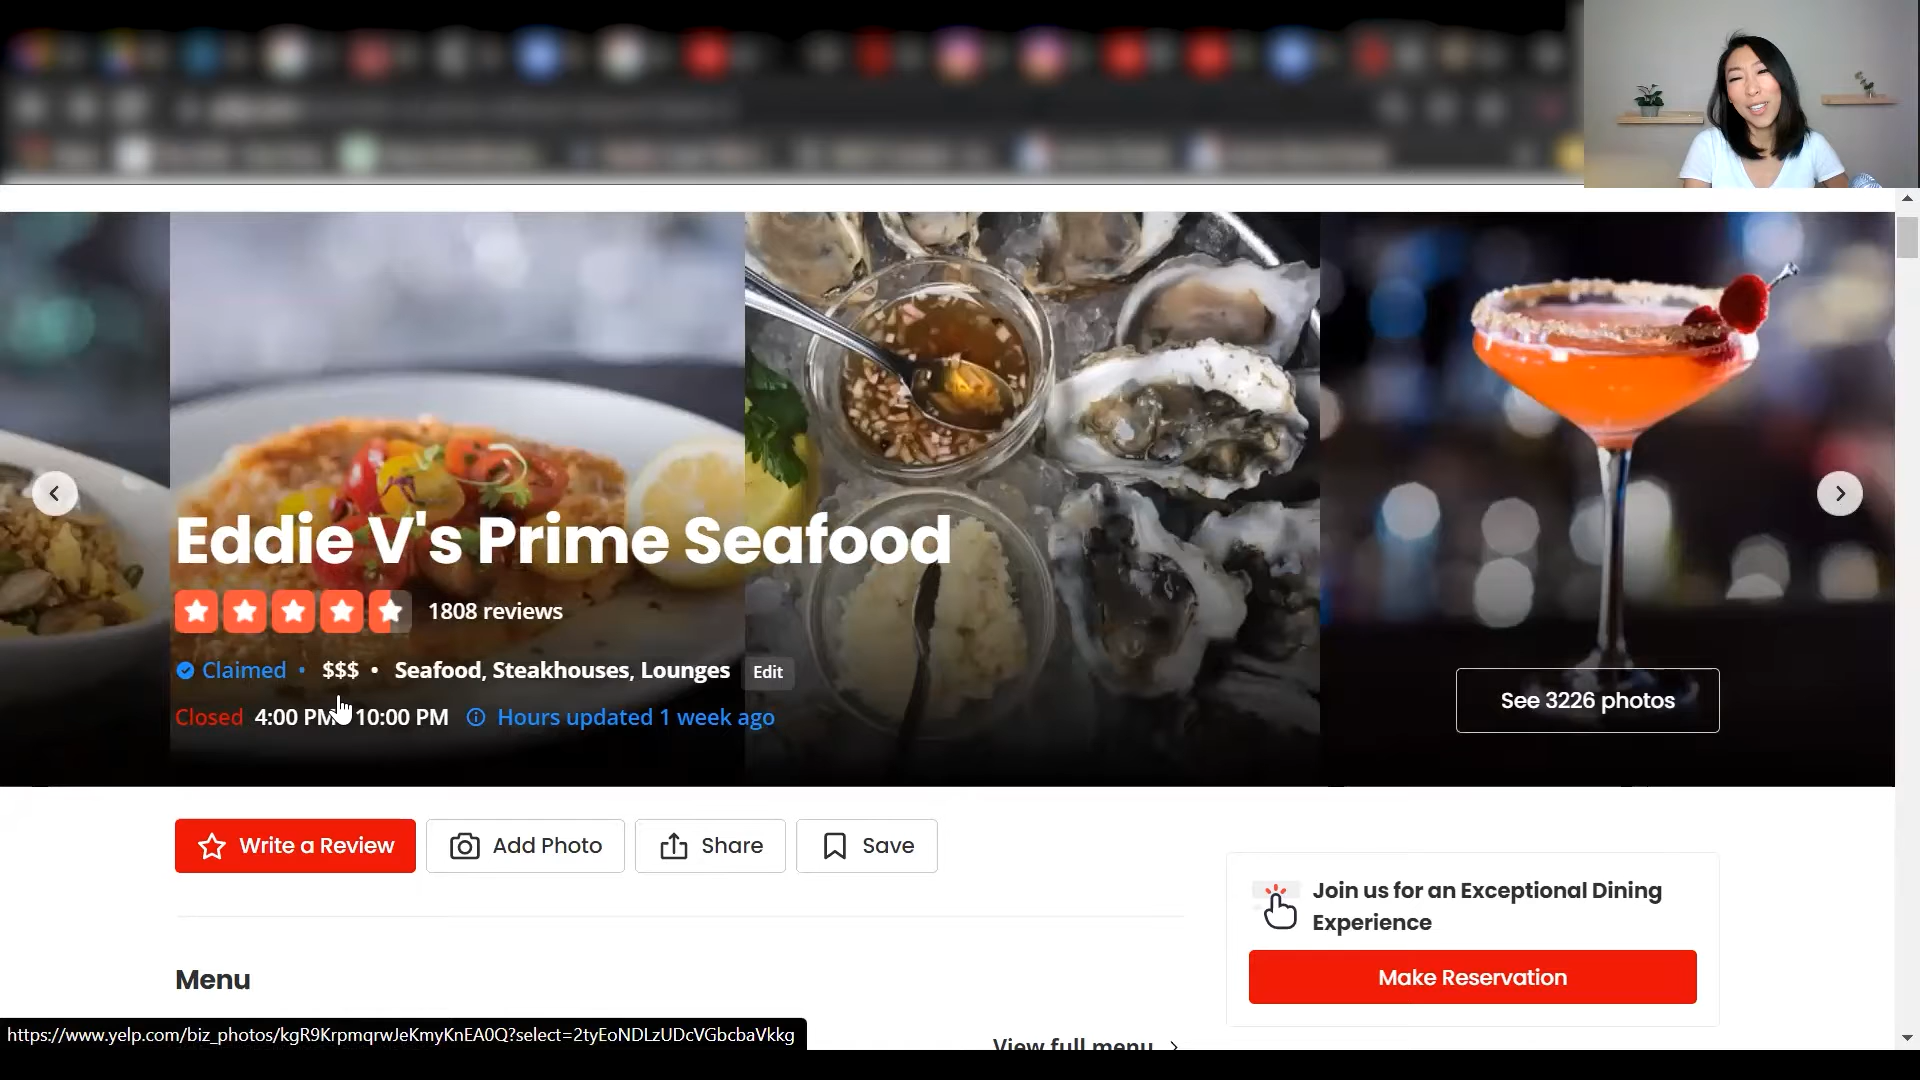 Eddie V's Prime Seafood
1808 reviews
Claimed • $$$ • Seafood, Steakhouses, Lounges Edit
Closed 4:00 PM 10:00 PM Hours updated 1 week ago
See 3226 photos
Write a Review Add Photo Share Save
Join us for an Exceptional Dining
Experience
Make Reservation
Menu
View full menu
https://www.yelp.com/biz_photos/kgR9KrpmqrwJeKmyKnEA0Q?select=2tyEoNDLzUDcVGbcbaVkkg